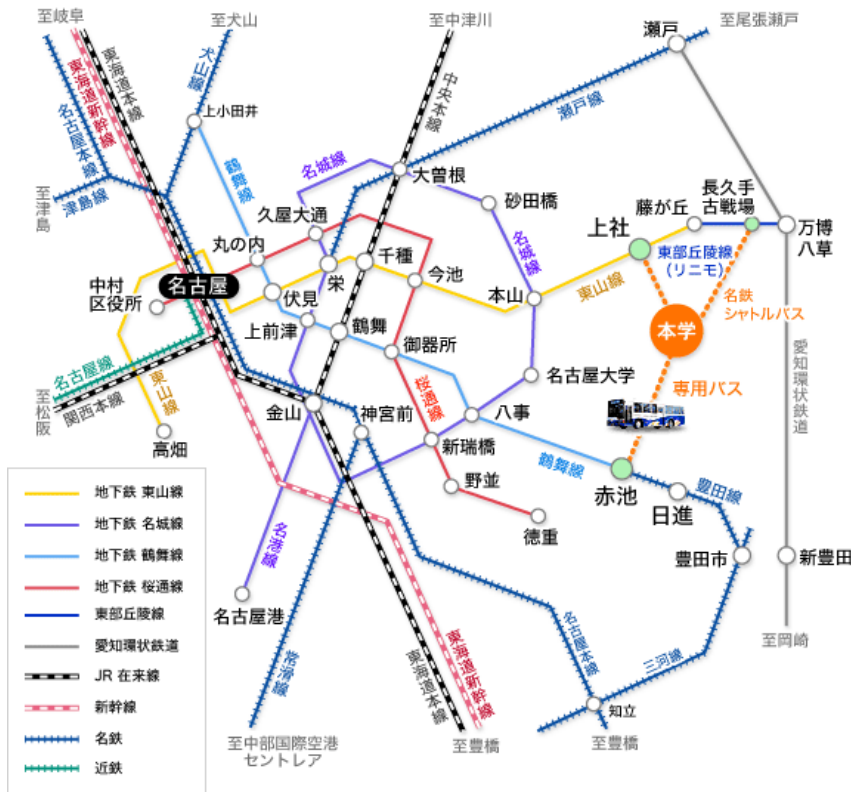 至岐阜
至犬山
至中津川
瀬戸
至尾張瀬戸
東海道本線
東海道新幹線
名古屋本線
犬山線
中央本線
瀬戸線
上小田井
至津島
津島線
鶴舞線
名城線
大曽根
砂田橋
名城線
久屋大通
丸の内
藤が丘
長久手
古戦場
万博
八草
上社
東部丘陵線
(リニモ)
千種
栄
今池
本山
東山線
名鉄
シャトルバス
中村
区役所
名古屋
伏見
上前津
鶴舞
御器所
本学
愛知環状鉄道
名古屋線
至松阪
関西本線
東山線
高畑
金山
神宮前
桜通線
名古屋大学
八事
専用バス
新瑞橋
野並
鶴舞線
赤池
豊田線
日進
徳重
豊田市
新豊田
名港線
名古屋港
常滑線
東海道本線
東海道新幹線
名古屋本線
三河線
知立
至岡崎
至中部国際空港
セントレア
至豊橋
至豊橋
地下鉄 東山線
地下鉄 名城線
地下鉄 鶴舞線
地下鉄 桜通線
東部丘陵線
愛知環状鉄道
JR 在来線
新幹線
名鉄
近鉄